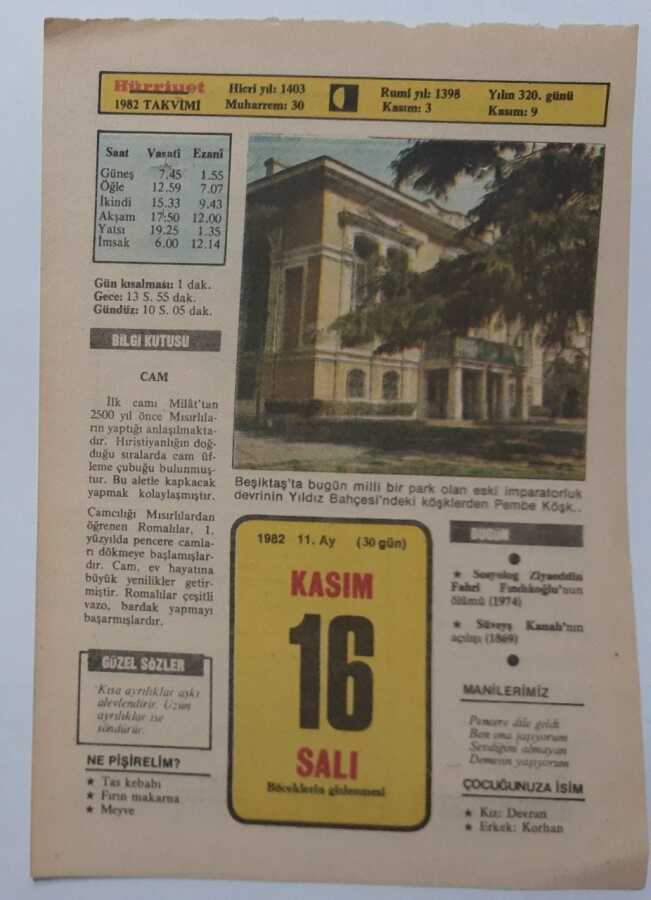 Hürriyet
1982 TAKVİMİ
Hicri yıl: 1403
Muharrem: 30
Rumi yıl: 1398
Kasım: 3
Yılın 320. günü
Kasım: 9
Saat Vasatî Ezanî
Güneş 7.45 1.55
Öğle 12.59 7.07
İkindi 15.33 9.43
Akşam 17.50 12.00
Yatsı 19.25 1.35
İmsak 6.00 12.14
Gün kısalması: 1 dak.
Gece: 13 S. 55 dak.
Gündüz: 10 S. 05 dak.
BİLGİ KUTUSU
CAM
İlk camı Milât'tan
2500 yıl önce Mısırlıla-
rın yaptığı anlaşılmakta-
dır. Hıristiyanlığın doğ-
duğu sıralarda cam üf-
leme çubuğu bulunmuş-
tur. Bu aletle kapkacak
yapmak kolaylaşmıştır.
Camcılığı Mısırlılardan
öğrenen Romalılar, 1.
yüzyılda pencere camla-
rı dökmeye başlamışlar-
dır. Cam, ev hayatına
büyük yenilikler getir-
miştir. Romalılar çeşitli
vazo, bardak yapmayı
başarmışlardır.
GÜZEL SÖZLER
Kısa ayrılıklar aşkı
alevlendirir. Uzun
ayrılıklar ise
söndürür.
NE PİŞİRELİM?
★ Tas kebabı
★ Fırın makarna
★ Meyve
Beşiktaş'ta bugün milli bir park olan eski imparatorluk
devrinin Yıldız Bahçesi'ndeki köşklerden Pembe Köşk..
1982 11. Ay (30 gün)
KASIM
16
SALI
Böceklerin gizlenmesi
BUGÜN
★ Sosyolog Ziyaeddin
Fahri Fındıkoğlu'nun
ölümü (1974)
★ Süveyş Kanalı'nın
açılışı (1869)
MANİLERİMİZ
Pencere dile geldi
Ben ona şaşıyorum
Sevdiğini almayan
Demesin yaşıyorum
ÇOCUĞUNUZA İSİM
★ Kız: Devran
★ Erkek: Korhan